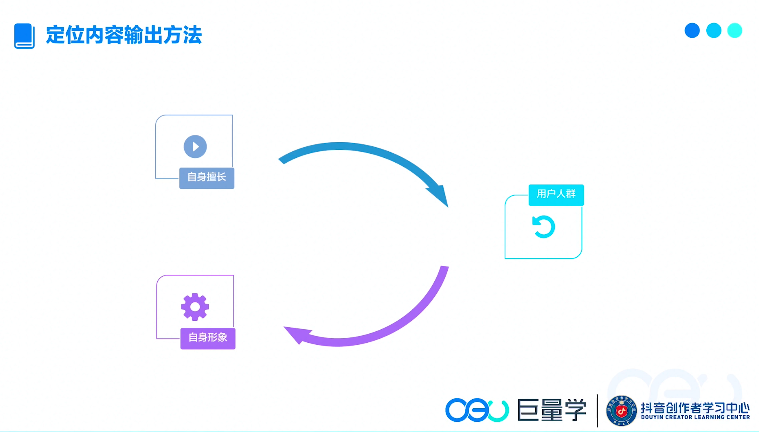 定位内容输出方法
自身擅长
用户人群
自身形象
巨量学
抖音创作者学习中心
DOUYIN CREATOR LEARNING CENTER